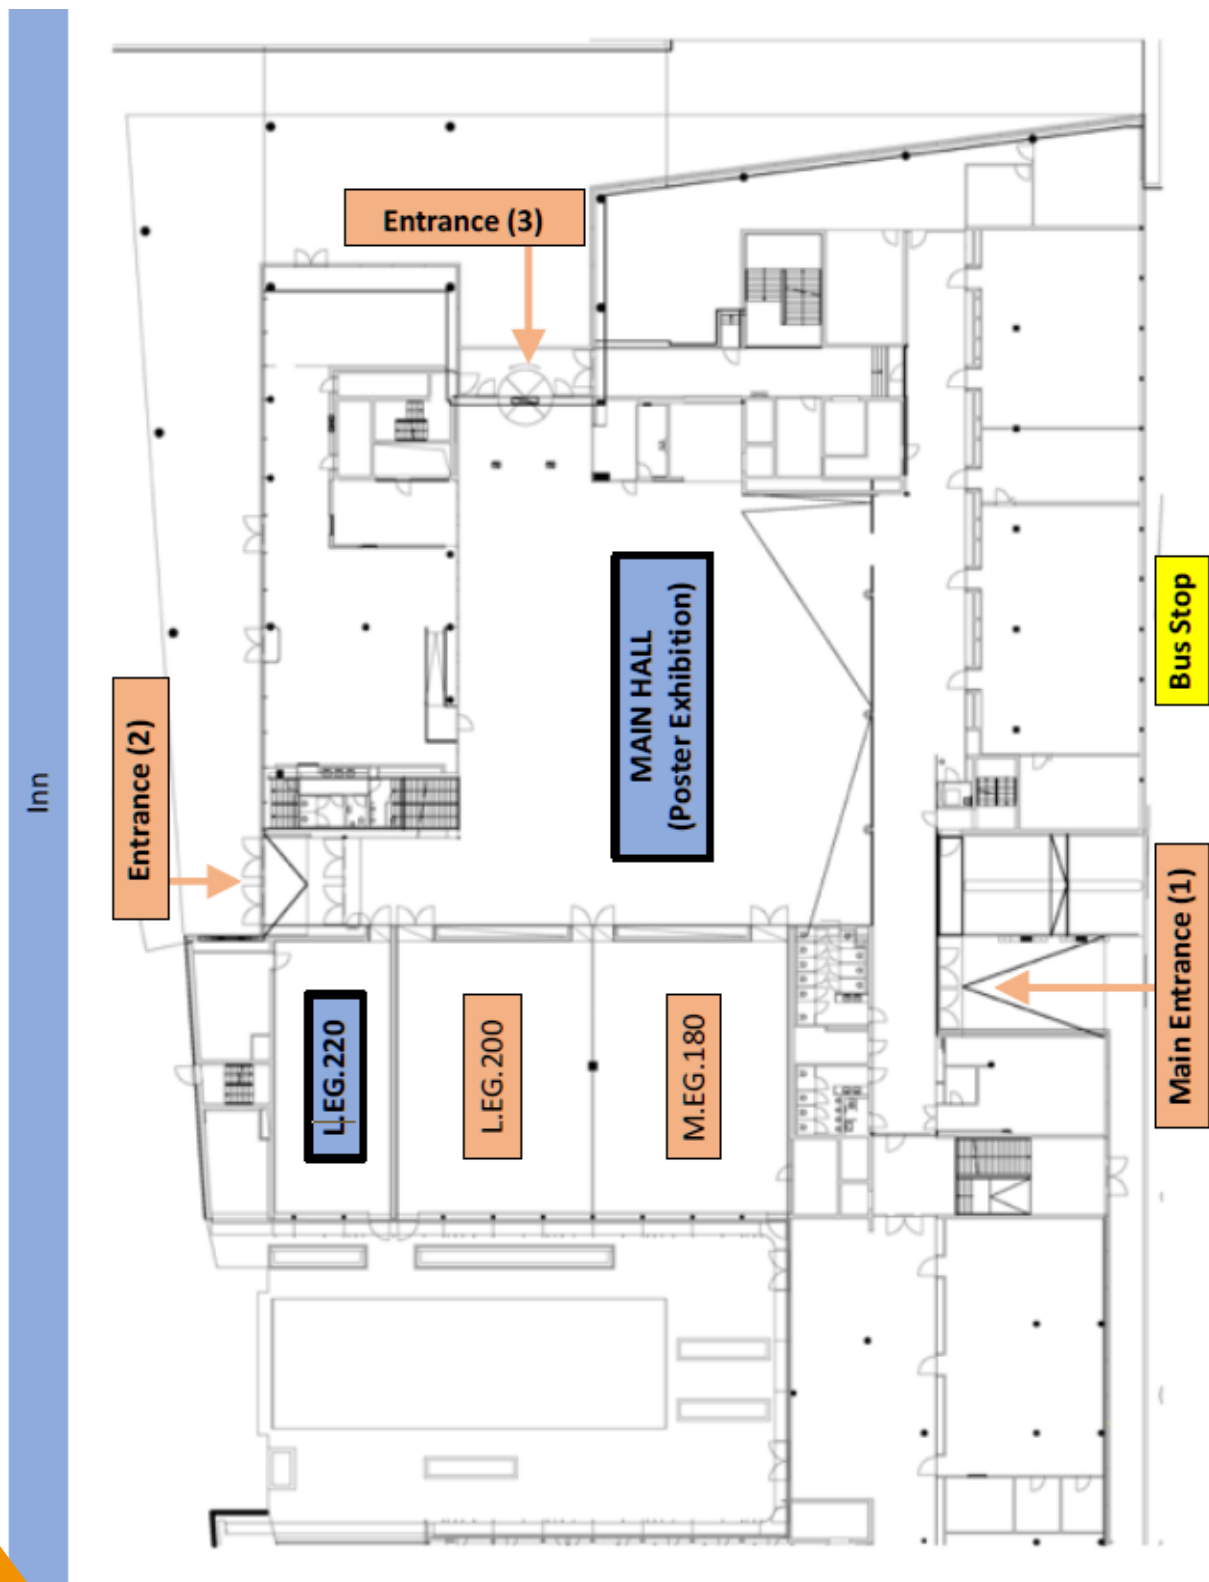 Entrance (3)
Inn
Entrance (2)
MAIN HALL
(Poster Exhibition)
Bus Stop
Main Entrance (1)
L.EG.220
L.EG.200
M.EG.180